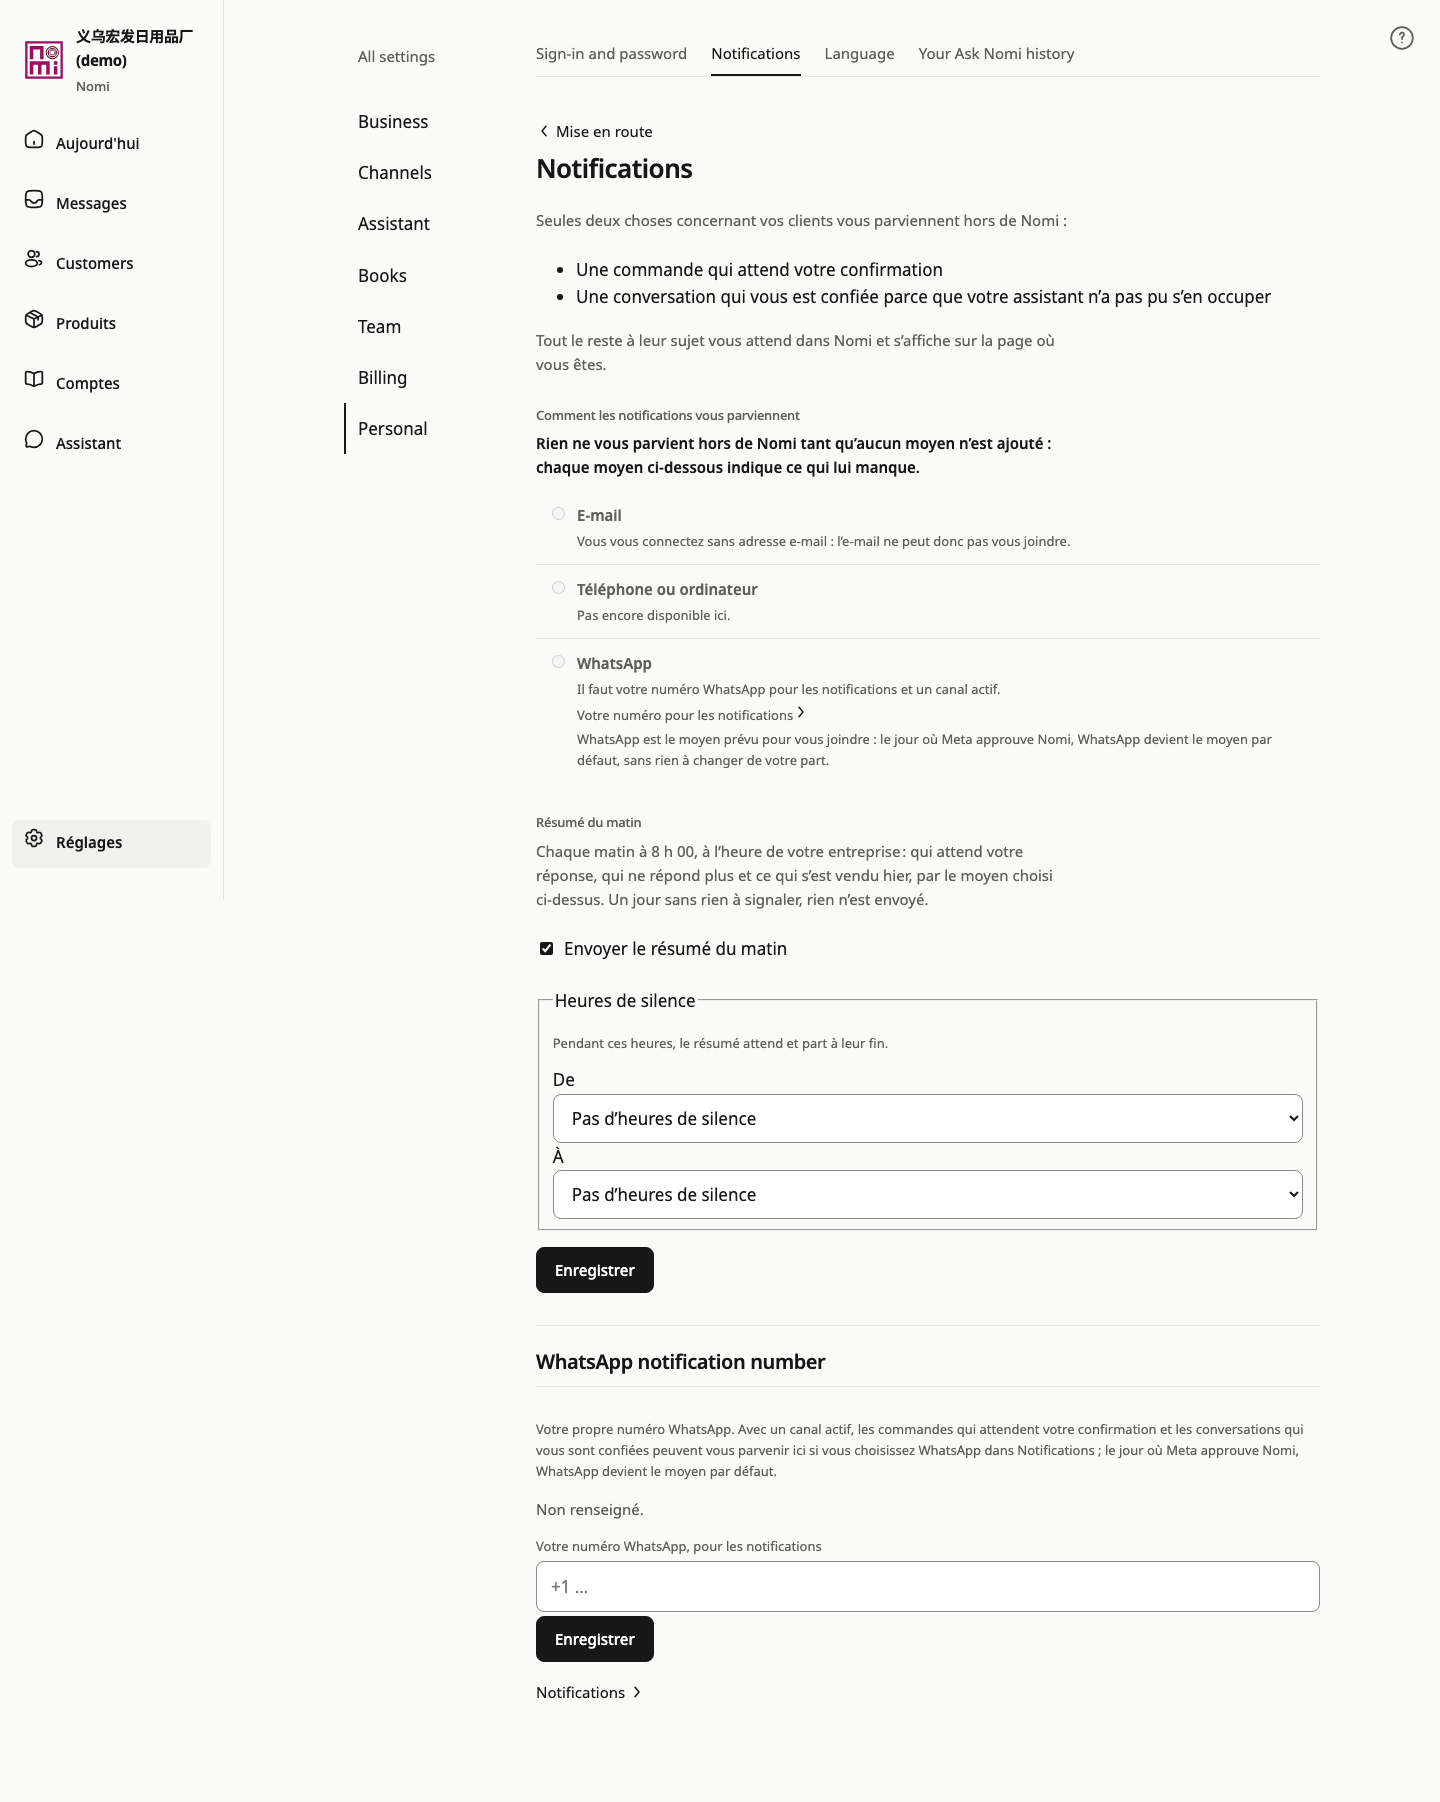 义乌宏发日用品厂
(demo)
Nomi
Aujourd'hui
Messages
Customers
Produits
Comptes
Assistant
Réglages
All settings
Business
Channels
Assistant
Books
Team
Billing
Personal
Sign-in and password Notifications Language Your Ask Nomi history
Mise en route
Notifications
Seules deux choses concernant vos clients vous parviennent hors de Nomi :
• Une commande qui attend votre confirmation
• Une conversation qui vous est confiée parce que votre assistant n’a pas pu s’en occuper
Tout le reste à leur sujet vous attend dans Nomi et s’affiche sur la page où
vous êtes.
Comment les notifications vous parviennent
Rien ne vous parvient hors de Nomi tant qu’aucun moyen n’est ajouté :
chaque moyen ci-dessous indique ce qui lui manque.
E-mail
Vous vous connectez sans adresse e-mail : l’e-mail ne peut donc pas vous joindre.
Téléphone ou ordinateur
Pas encore disponible ici.
WhatsApp
Il faut votre numéro WhatsApp pour les notifications et un canal actif.
Votre numéro pour les notifications
WhatsApp est le moyen prévu pour vous joindre : le jour où Meta approuve Nomi, WhatsApp devient le moyen par
défaut, sans rien à changer de votre part.
Résumé du matin
Chaque matin à 8 h 00, à l’heure de votre entreprise : qui attend votre
réponse, qui ne répond plus et ce qui s’est vendu hier, par le moyen choisi
ci-dessus. Un jour sans rien à signaler, rien n’est envoyé.
Envoyer le résumé du matin
Heures de silence
Pendant ces heures, le résumé attend et part à leur fin.
De
Pas d’heures de silence
À
Pas d’heures de silence
Enregistrer
WhatsApp notification number
Votre propre numéro WhatsApp. Avec un canal actif, les commandes qui attendent votre confirmation et les conversations qui
vous sont confiées peuvent vous parvenir ici si vous choisissez WhatsApp dans Notifications ; le jour où Meta approuve Nomi,
WhatsApp devient le moyen par défaut.
Non renseigné.
Votre numéro WhatsApp, pour les notifications
+1 …
Enregistrer
Notifications